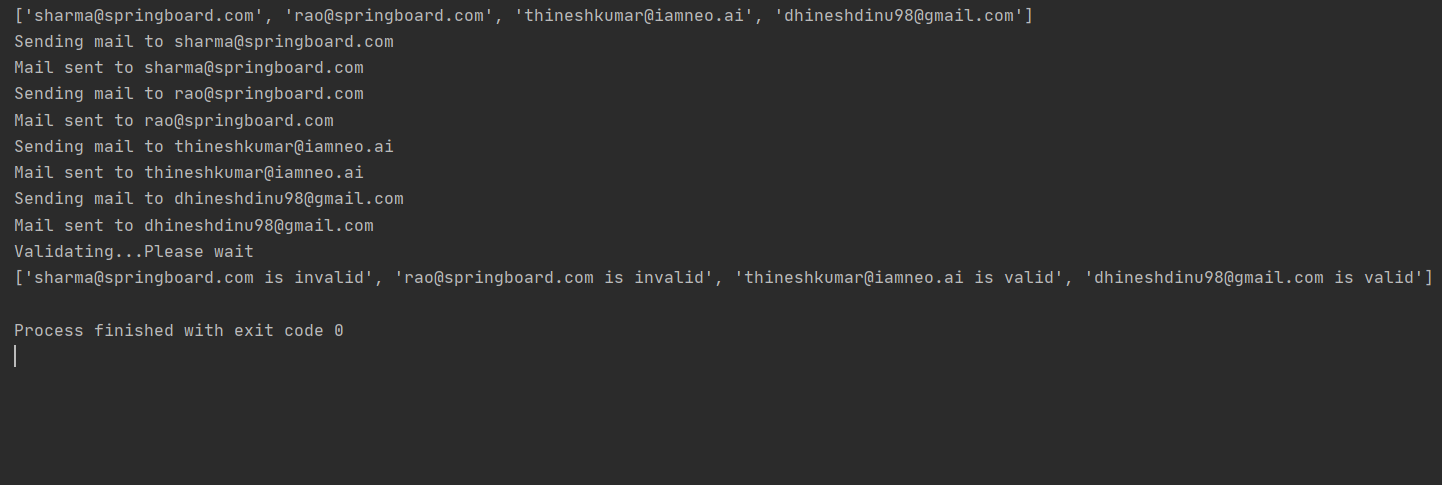 ['sharma@springboard.com', 'rao@springboard.com', 'thineshkumar@iamneo.ai', 'dhineshdinu98@gmail.com']
Sending mail to sharma@springboard.com
Mail sent to sharma@springboard.com
Sending mail to rao@springboard.com
Mail sent to rao@springboard.com
Sending mail to thineshkumar@iamneo.ai
Mail sent to thineshkumar@iamneo.ai
Sending mail to dhineshdinu98@gmail.com
Mail sent to dhineshdinu98@gmail.com
Validating...Please wait
['sharma@springboard.com is invalid', 'rao@springboard.com is invalid', 'thineshkumar@iamneo.ai is valid', 'dhineshdinu98@gmail.com is valid']
Process finished with exit code 0